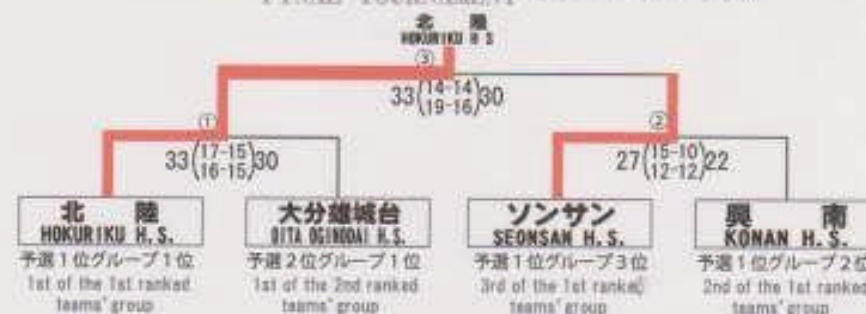 FINAL TOURNEMENT
北 陸
HOKURIKU H S
③
33(14-14 19-16)30
① ②
33(17-15 16-15)30 27(15-10 12-12)22
北 陸 大分雄城台 ソンサン 興 南
HOKURIKU H.S. OITA OGINODAI H.S. SEONSAN H.S. KONAN H.S.
予選1位グループ1位 予選2位グループ1位 予選1位グループ3位 予選1位グループ2位
1st of the 1st ranked 1st of the 2nd ranked 3rd of the 1st ranked 2nd of the 1st ranked
teams' group teams' group teams' group teams' group